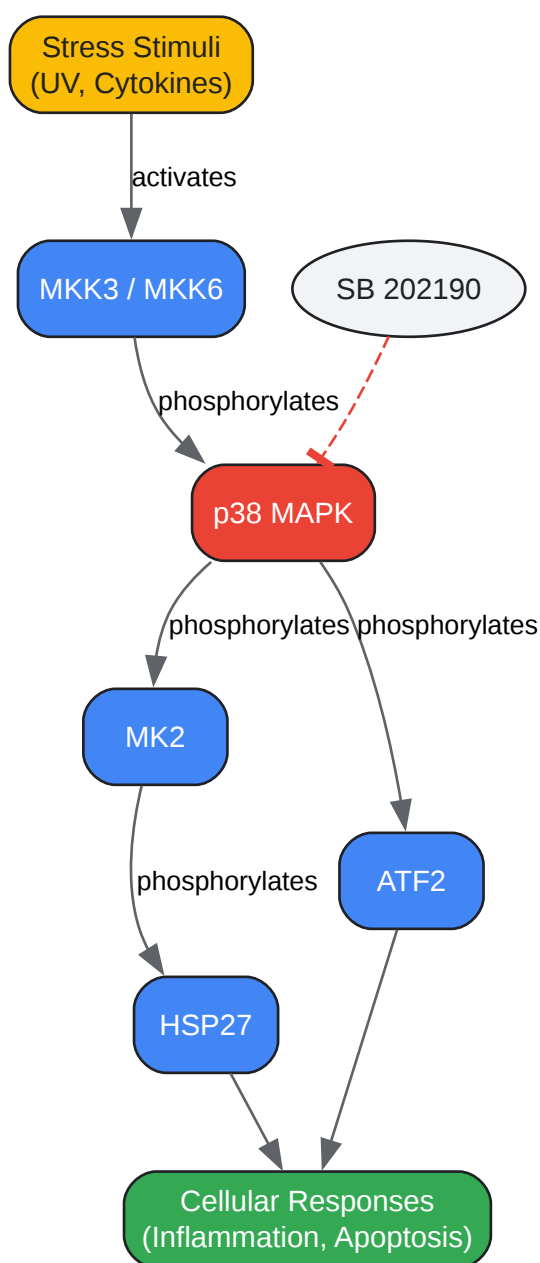 Stress Stimuli
(UV, Cytokines)
activates
MKK3 / MKK6
SB 202190
phosphorylates
p38 MAPK
phosphorylates
phosphorylates
MK2
ATF2
phosphorylates
HSP27
Cellular Responses
(Inflammation, Apoptosis)